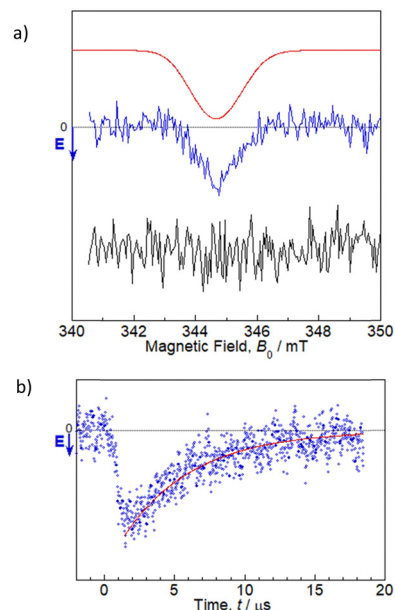 a)
0
E
340 342 344 346 348 350
Magnetic Field, B₀ / mT
b)
0
E
0 5 10 15 20
Time, t / μs